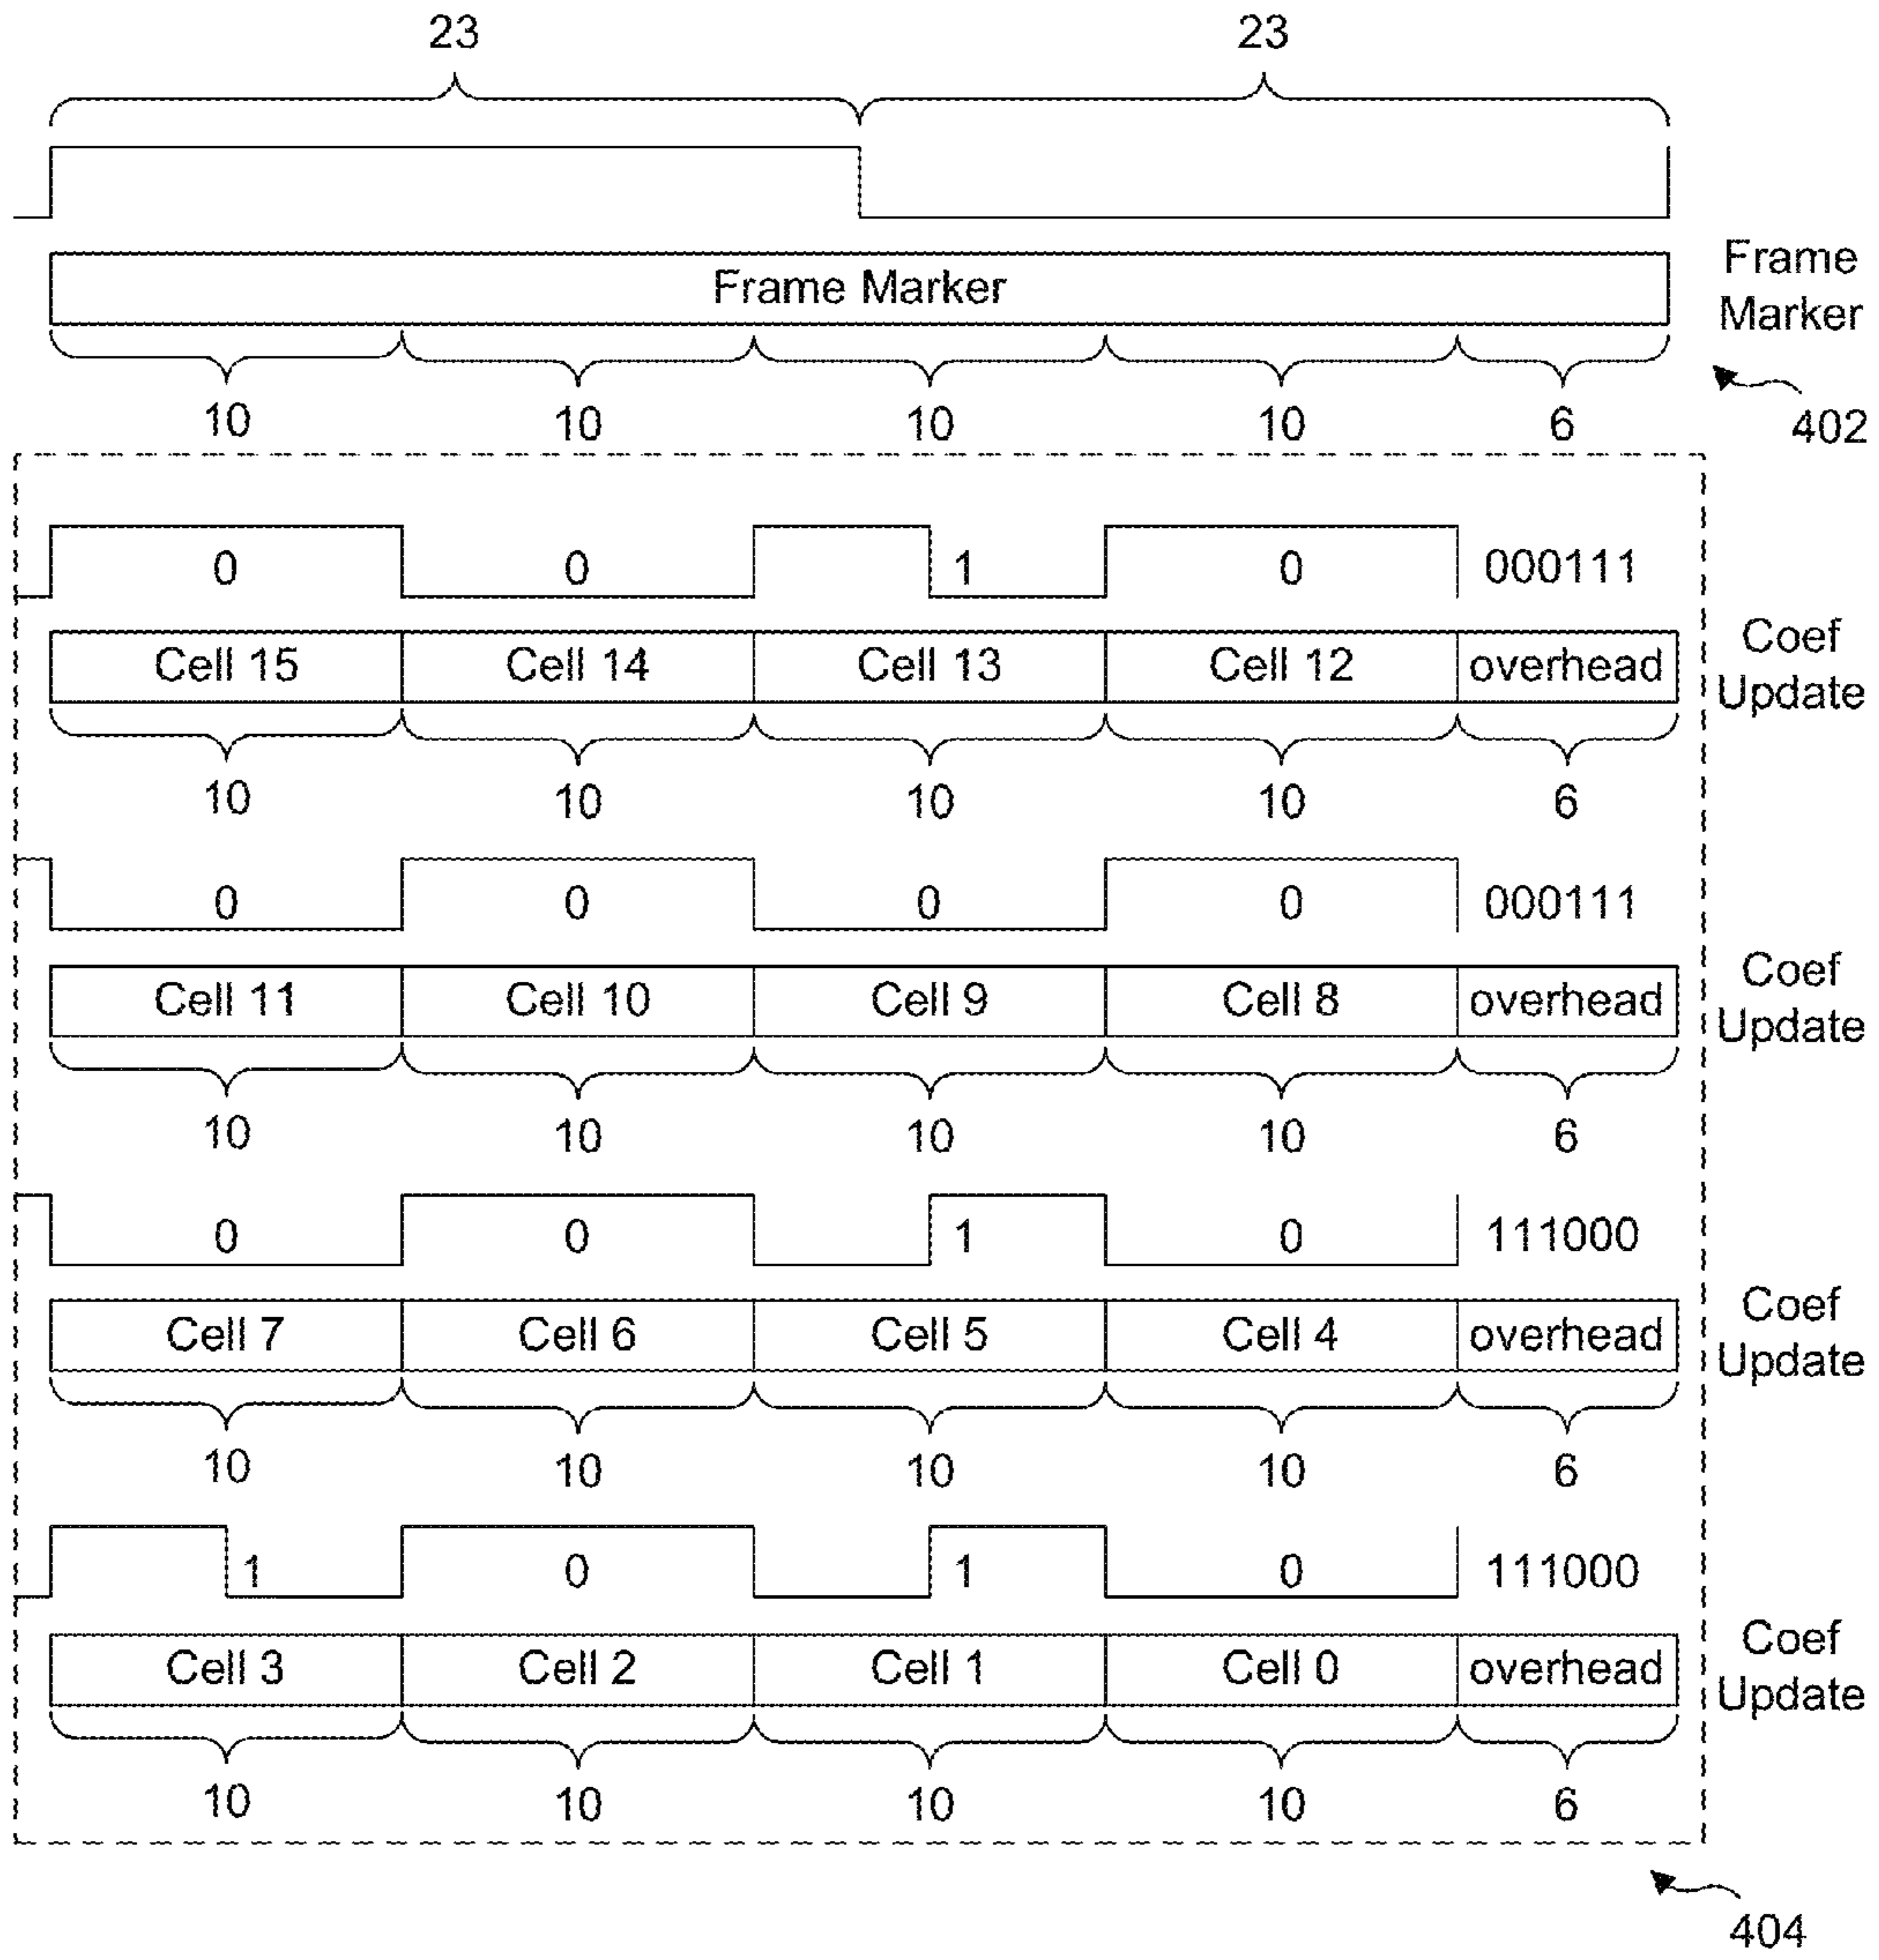 23 23
Frame Marker
Frame
Marker
10 10 10 10 6
402
0 0 1 0 000111
Cell 15 Cell 14 Cell 13 Cell 12 overhead
Coef
Update
10 10 10 10 6
0 0 0 0 000111
Cell 11 Cell 10 Cell 9 Cell 8 overhead
Coef
Update
10 10 10 10 6
0 0 1 0 111000
Cell 7 Cell 6 Cell 5 Cell 4 overhead
Coef
Update
10 10 10 10 6
1 0 1 0 111000
Cell 3 Cell 2 Cell 1 Cell 0 overhead
Coef
Update
10 10 10 10 6
404